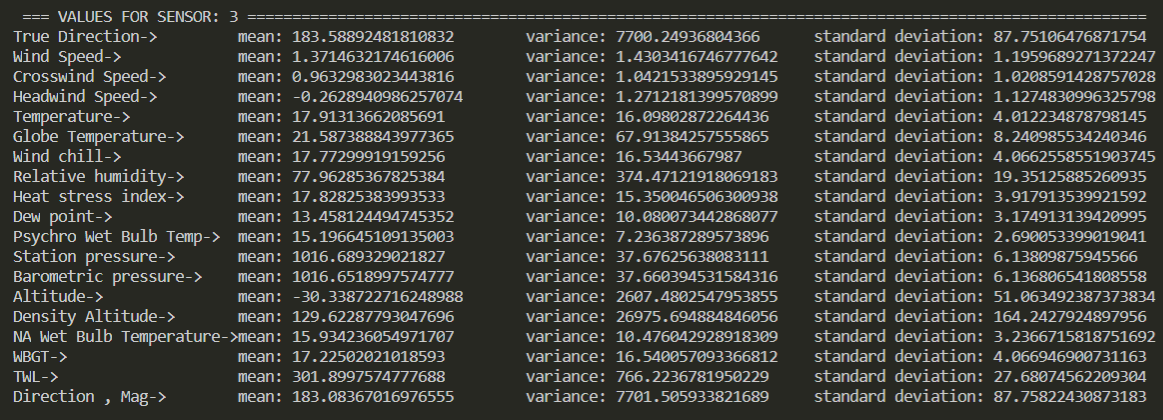 === VALUES FOR SENSOR: 3 ====================================================================================================
True Direction-> mean: 183.58892481810832 variance: 7700.24936804366 standard deviation: 87.75106476871754
Wind Speed-> mean: 1.3714632174616006 variance: 1.4303416746777642 standard deviation: 1.1959689271372247
Crosswind Speed-> mean: 0.9632983023443816 variance: 1.0421533895929145 standard deviation: 1.0208591428757028
Headwind Speed-> mean: -0.2628940986257074 variance: 1.2712181399570899 standard deviation: 1.1274830996325798
Temperature-> mean: 17.91313662085691 variance: 16.09802872264436 standard deviation: 4.012234878798145
Globe Temperature-> mean: 21.587388843977365 variance: 67.91384257555865 standard deviation: 8.240985534240346
Wind chill-> mean: 17.77299919159256 variance: 16.53443667987 standard deviation: 4.0662558551903745
Relative humidity-> mean: 77.96285367825384 variance: 374.47121918069183 standard deviation: 19.35125885260935
Heat stress index-> mean: 17.82825383993533 variance: 15.350046506300938 standard deviation: 3.917913539921592
Dew point-> mean: 13.458124494745352 variance: 10.080073442868077 standard deviation: 3.174913139420995
Psychro Wet Bulb Temp-> mean: 15.196645109135003 variance: 7.236387289573896 standard deviation: 2.690053399019041
Station pressure-> mean: 1016.689329021827 variance: 37.67625638083111 standard deviation: 6.13809875945566
Barometric pressure-> mean: 1016.6518997574777 variance: 37.660394531584316 standard deviation: 6.136806541808558
Altitude-> mean: -30.338722716248988 variance: 2607.4802547953855 standard deviation: 51.063492387373834
Density Altitude-> mean: 129.62287793047696 variance: 26975.694884846056 standard deviation: 164.2427924897956
NA Wet Bulb Temperature->mean: 15.934236054971707 variance: 10.476042928918309 standard deviation: 3.2366715818751692
WBGT-> mean: 17.22502021018593 variance: 16.540057093366812 standard deviation: 4.066946900731163
TWL-> mean: 301.8997574777688 variance: 766.2236781950229 standard deviation: 27.68074562209304
Direction , Mag-> mean: 183.08367016976555 variance: 7701.505933821689 standard deviation: 87.75822430873183